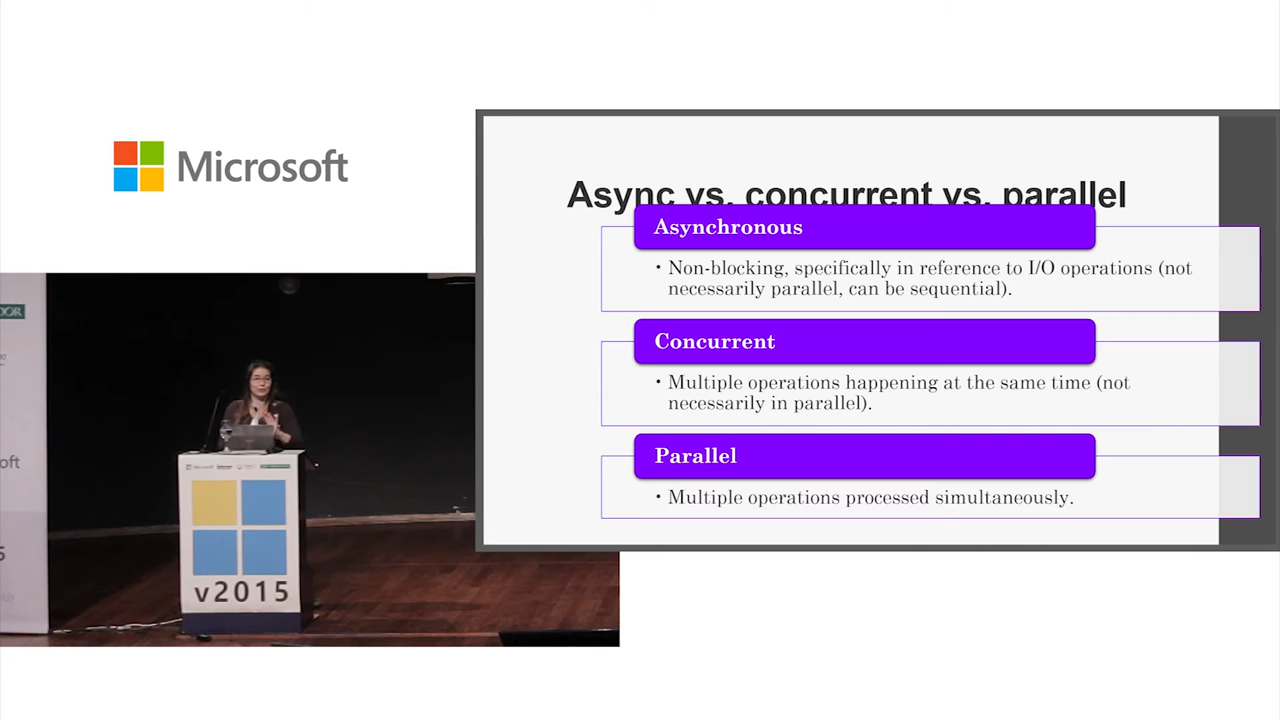 Microsoft
Async vs. concurrent vs. parallel
Asynchronous
• Non-blocking, specifically in reference to I/O operations (not
necessarily parallel, can be sequential).
Concurrent
• Multiple operations happening at the same time (not
necessarily in parallel).
Parallel
• Multiple operations processed simultaneously.
v2015